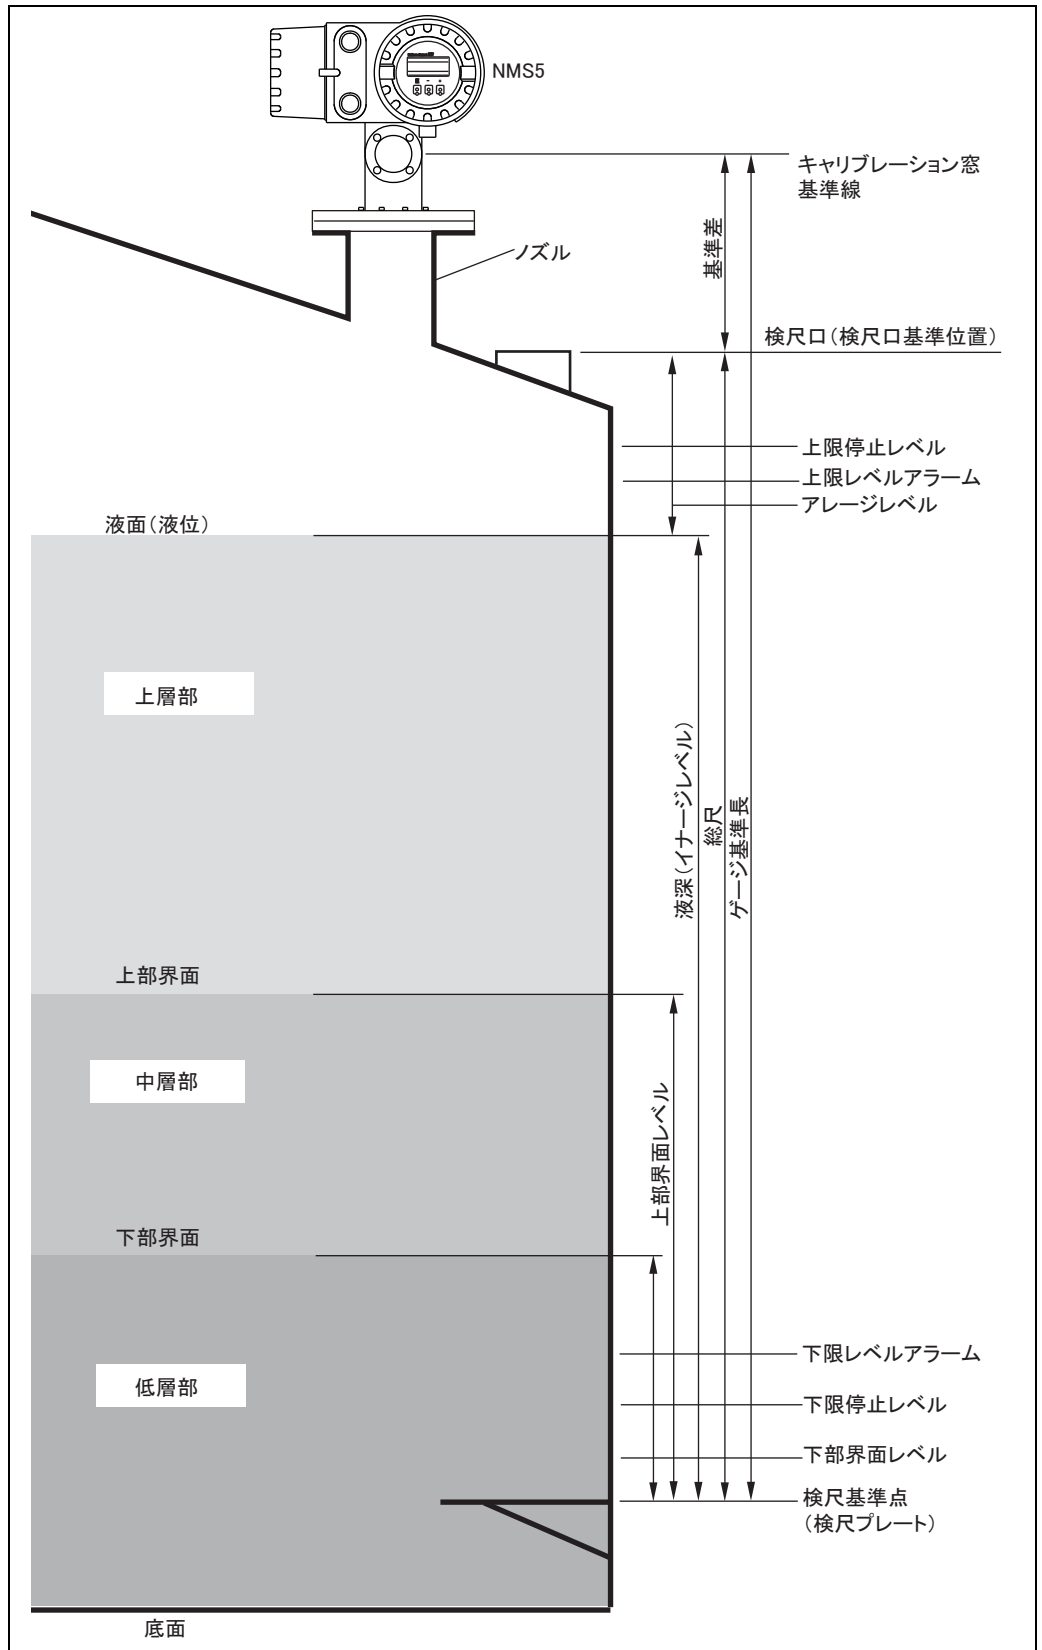 NMS5
キャリブレーション窓
基準線
基準差
ノズル
検尺口(検尺口基準位置)
上限停止レベル
上限レベルアラーム
アレージレベル
液面(液位)
上層部
液深(イナージレベル)
総尺
ゲージ基準長
上部界面
中層部
上部界面レベル
下部界面
下限レベルアラーム
低層部
下限停止レベル
下部界面レベル
検尺基準点
(検尺プレート)
底面